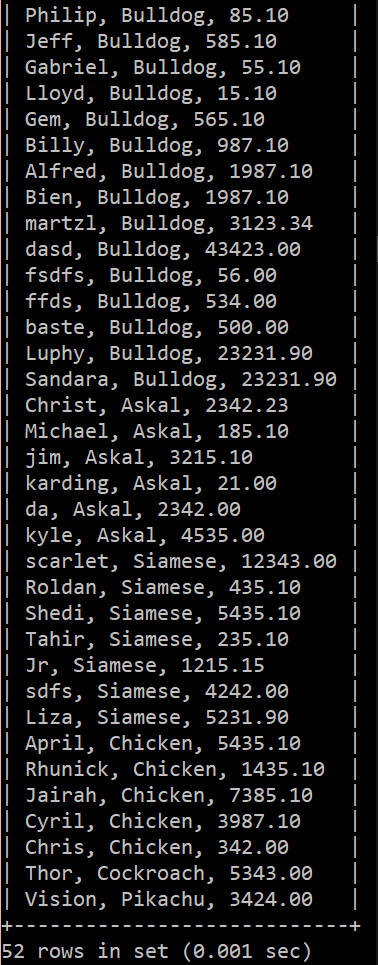 | Philip, Bulldog, 85.10 |
| Jeff, Bulldog, 585.10 |
| Gabriel, Bulldog, 55.10 |
| Lloyd, Bulldog, 15.10 |
| Gem, Bulldog, 565.10 |
| Billy, Bulldog, 987.10 |
| Alfred, Bulldog, 1987.10 |
| Bien, Bulldog, 1987.10 |
| martzl, Bulldog, 3123.34 |
| dasd, Bulldog, 43423.00 |
| fsdfs, Bulldog, 56.00 |
| ffds, Bulldog, 534.00 |
| baste, Bulldog, 500.00 |
| Luphy, Bulldog, 23231.90 |
| Sandara, Bulldog, 23231.90 |
| Christ, Askal, 2342.23 |
| Michael, Askal, 185.10 |
| jim, Askal, 3215.10 |
| karding, Askal, 21.00 |
| da, Askal, 2342.00 |
| kyle, Askal, 4535.00 |
| scarlet, Siamese, 12343.00 |
| Roldan, Siamese, 435.10 |
| Shedi, Siamese, 5435.10 |
| Tahir, Siamese, 235.10 |
| Jr, Siamese, 1215.15 |
| sdfs, Siamese, 4242.00 |
| Liza, Siamese, 5231.90 |
| April, Chicken, 5435.10 |
| Rhunick, Chicken, 1435.10 |
| Jairah, Chicken, 7385.10 |
| Cyril, Chicken, 3987.10 |
| Chris, Chicken, 342.00 |
| Thor, Cockroach, 5343.00 |
| Vision, Pikachu, 3424.00 |
+----------------------------+
52 rows in set (0.001 sec)